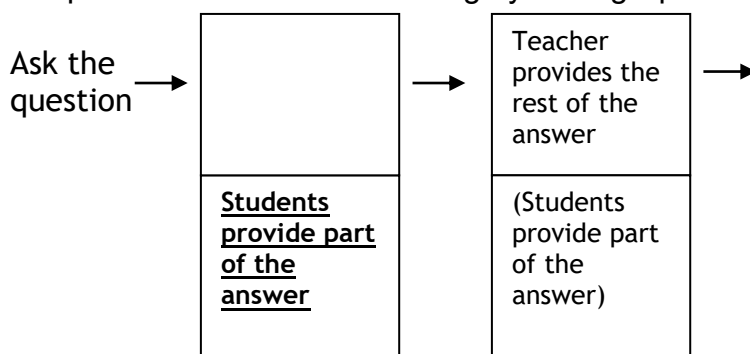 Ask the
question
Students
provide part
of the
answer
Teacher
provides the
rest of the
answer
(Students
provide part
of the
answer)